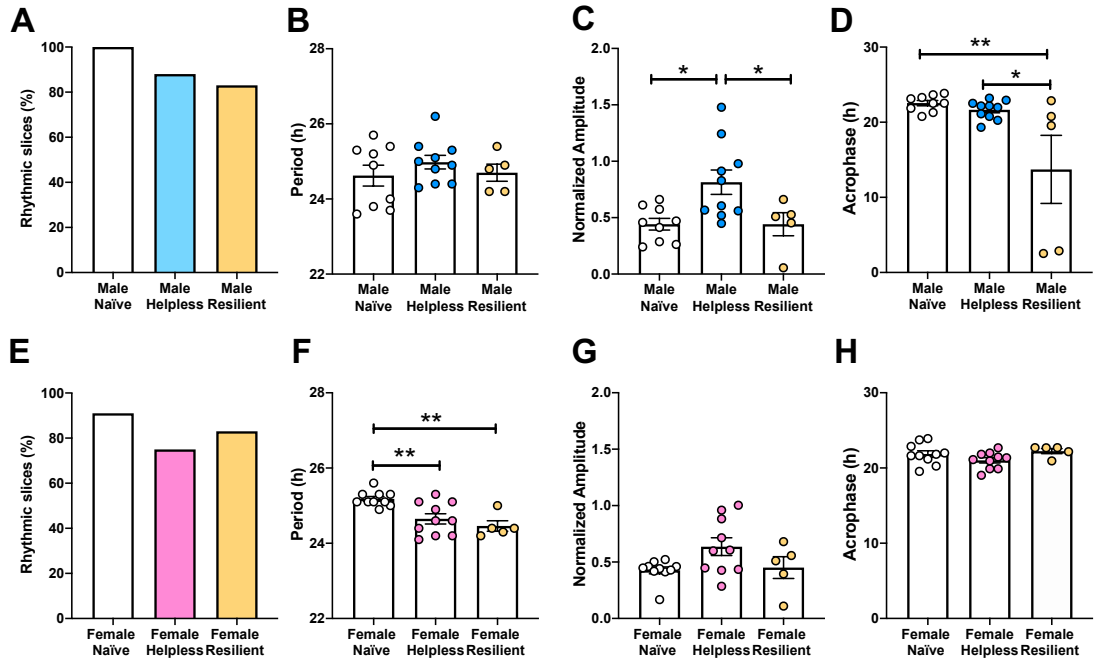 A
Rhythmic slices (%)
100
80
60
40
20
0
Male Naïve
Male Helpless
Male Resilient
B
Period (h)
28
26
24
22
Male Naïve
Male Helpless
Male Resilient
C
Normalized Amplitude
2.0
1.5
1.0
0.5
0.0
*
*
Male Naïve
Male Helpless
Male Resilient
D
Acrophase (h)
30
20
10
0
**
*
Male Naïve
Male Helpless
Male Resilient
E
Rhythmic slices (%)
100
80
60
40
20
0
Female Naïve
Female Helpless
Female Resilient
F
Period (h)
28
26
24
22
**
**
Female Naïve
Female Helpless
Female Resilient
G
Normalized Amplitude
2.0
1.5
1.0
0.5
0.0
Female Naïve
Female Helpless
Female Resilient
H
Acrophase (h)
30
20
10
0
Female Naïve
Female Helpless
Female Resilient